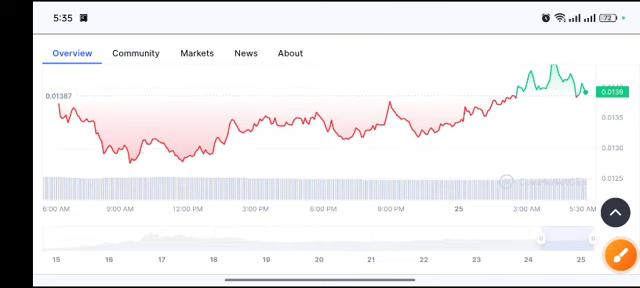 5:35 72
Overview Community Markets News About
0.01387
0.0139
0.0135
0.0130
0.0125
6:00 AM 9:00 AM 12:00 PM 3:00 PM 6:00 PM 9:00 PM 25 3:00 AM 5:30 AM
15 16 17 18 19 20 21 22 23 24 25